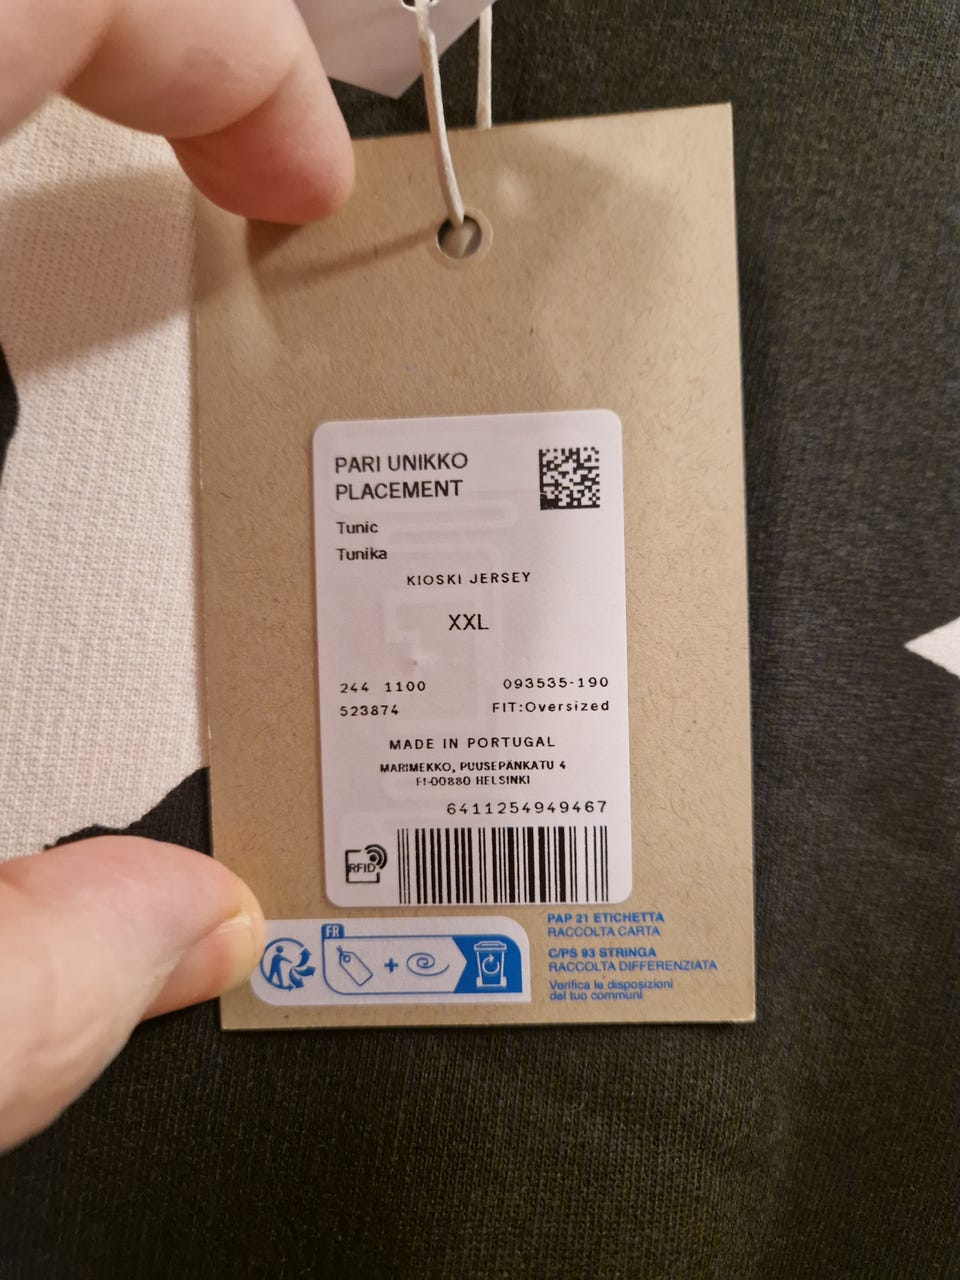 PARI UNIKKO
PLACEMENT
Tunic
Tunika
KIOSKI JERSEY
XXL
244 1100 093535-190
523874 FIT:Oversized
MADE IN PORTUGAL
MARIMEKKO, PUUSEPÄNKATU 4
FI-00880 HELSINKI
6411254949467
RFID
FR
PAP 21 ETICHETTA
RACCOLTA CARTA
C/PS 93 STRINGA
RACCOLTA DIFFERENZIATA
Verifica le disposizioni
del tuo communi